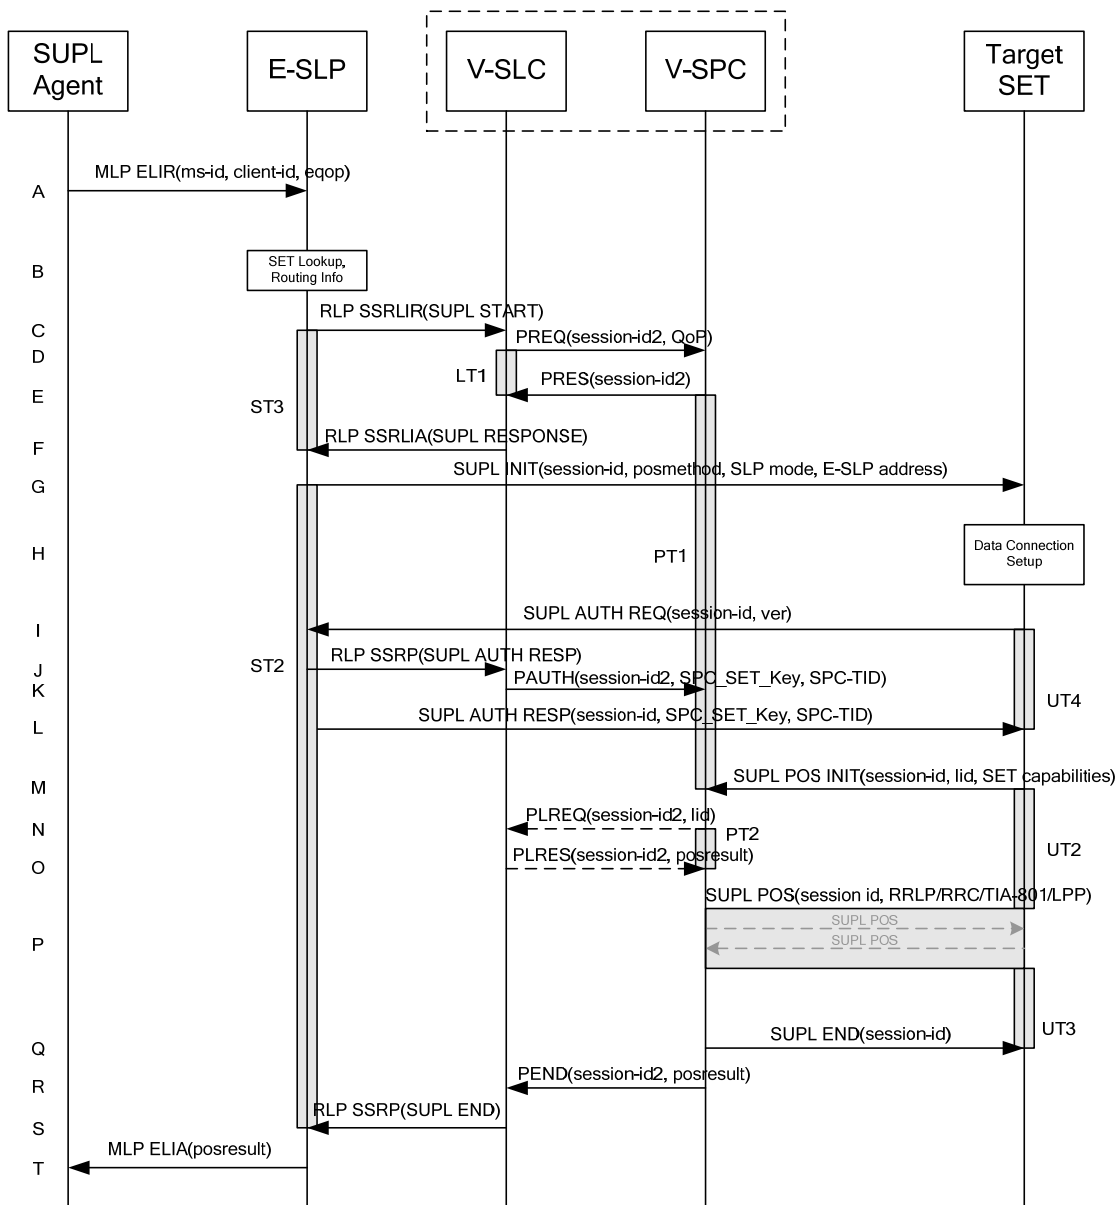 SUPL
Agent
E-SLP
V-SLC
V-SPC
Target
SET
MLP ELIR(ms-id, client-id, eqop)
A
SET Lookup,
Routing Info
B
RLP SSRLIR(SUPL START)
C
PREQ(session-id2, QoP)
D
LT1
PRES(session-id2)
E
ST3
RLP SSRLIA(SUPL RESPONSE)
F
SUPL INIT(session-id, posmethod, SLP mode, E-SLP address)
G
Data Connection
Setup
H
PT1
SUPL AUTH REQ(session-id, ver)
I
RLP SSRP(SUPL AUTH RESP)
ST2
J
PAUTH(session-id2, SPC_SET_Key, SPC-TID)
K
UT4
SUPL AUTH RESP(session-id, SPC_SET_Key, SPC-TID)
L
SUPL POS INIT(session-id, lid, SET capabilities)
M
PLREQ(session-id2, lid)
N
PT2
UT2
PLRES(session-id2, posresult)
O
SUPL POS(session id, RRLP/RRC/TIA-801/LPP)
SUPL POS
SUPL POS
P
UT3
SUPL END(session-id)
Q
PEND(session-id2, posresult)
R
RLP SSRP(SUPL END)
S
MLP ELIA(posresult)
T